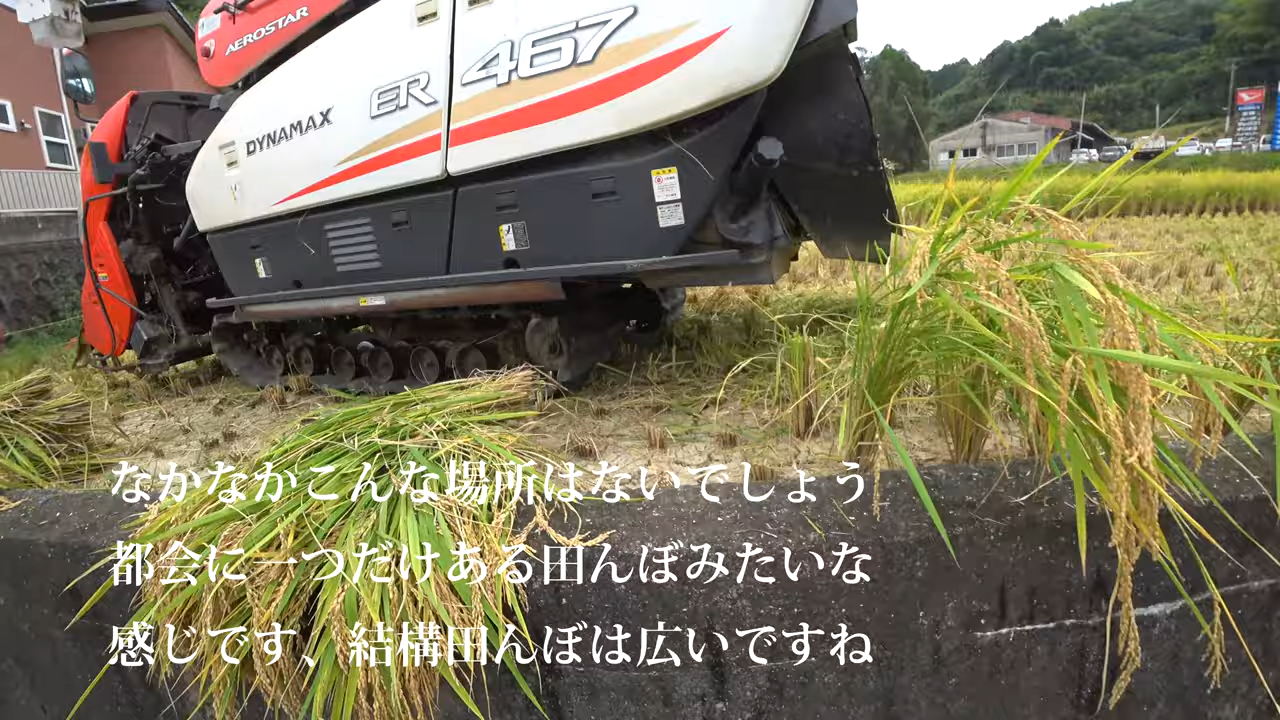 AEROSTAR
DYNAMAX
ER 467
なかなかこんな場所はないでしょう
都会に一つだけある田んぼみたいな
感じです、結構田んぼは広いですね